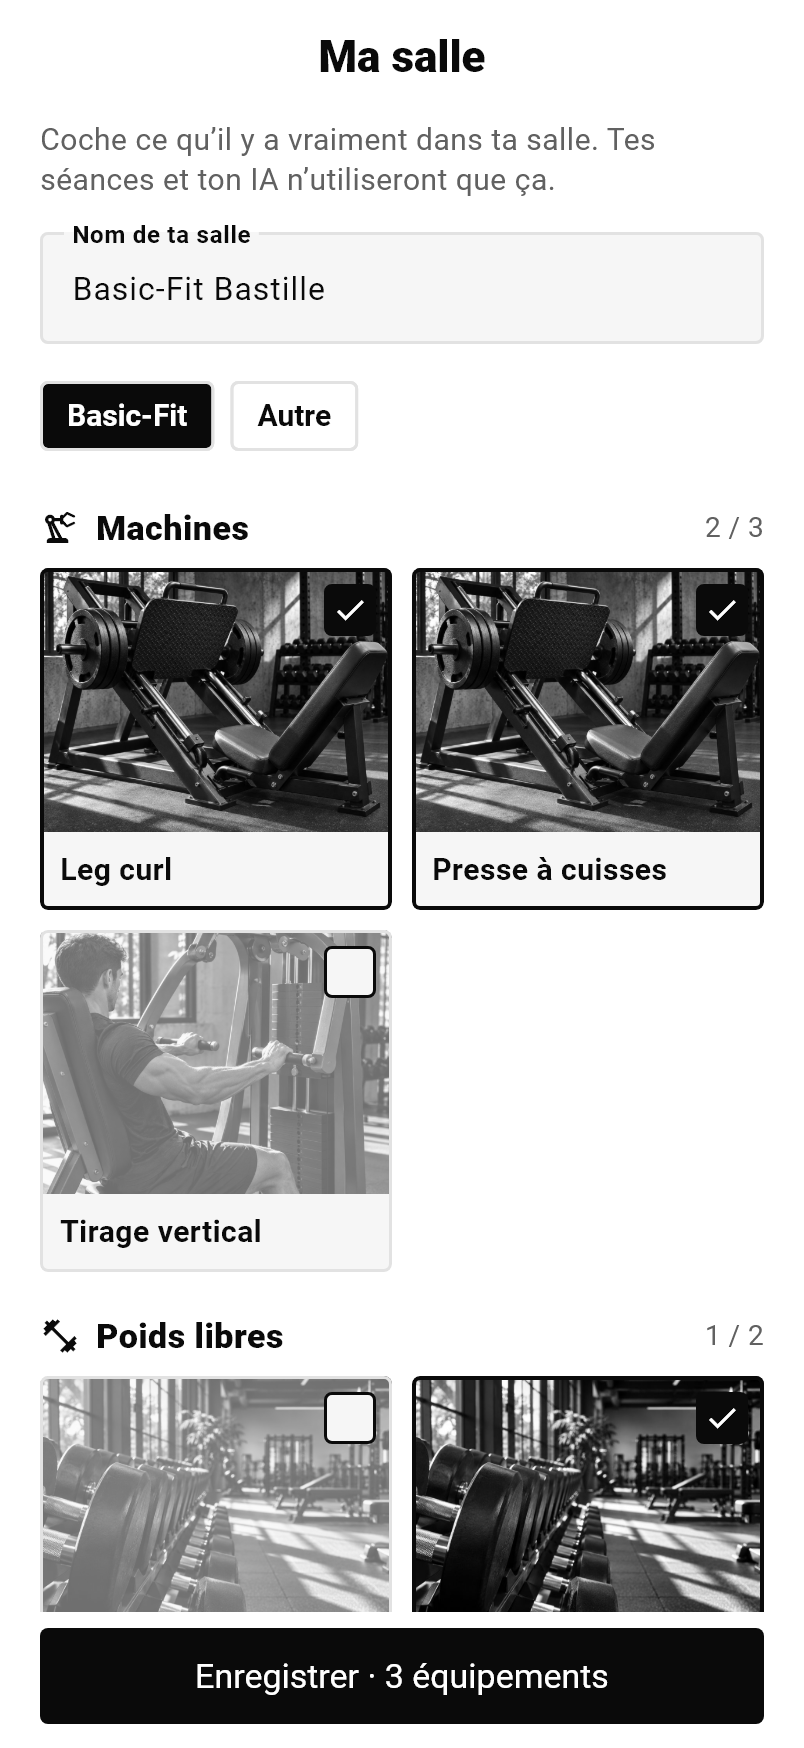 Ma salle
Coche ce qu’il y a vraiment dans ta salle. Tes
séances et ton IA n’utiliseront que ça.
Nom de ta salle
Basic-Fit Bastille
Basic-Fit
Autre
Machines
2 / 3
Leg curl
Presse à cuisses
Tirage vertical
Poids libres
1 / 2
Enregistrer · 3 équipements